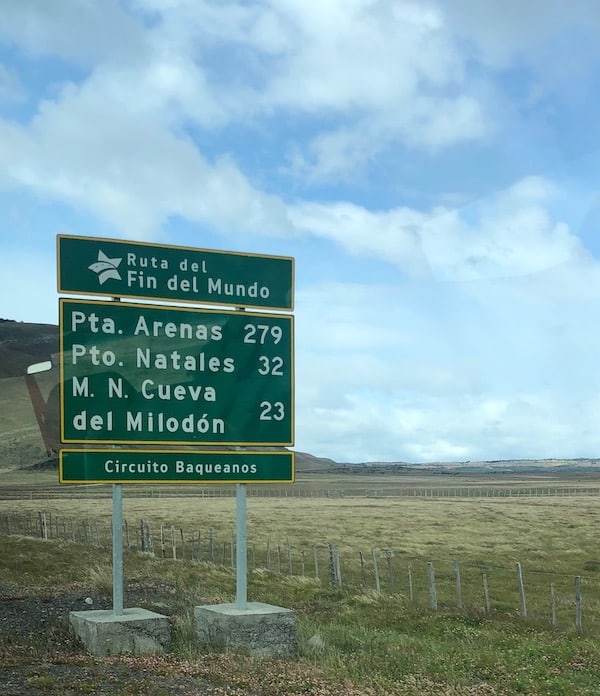 Ruta del
Fin del Mundo
Pta. Arenas 279
Pto. Natales 32
M. N. Cueva
del Milodón 23
Circuito Baqueanos